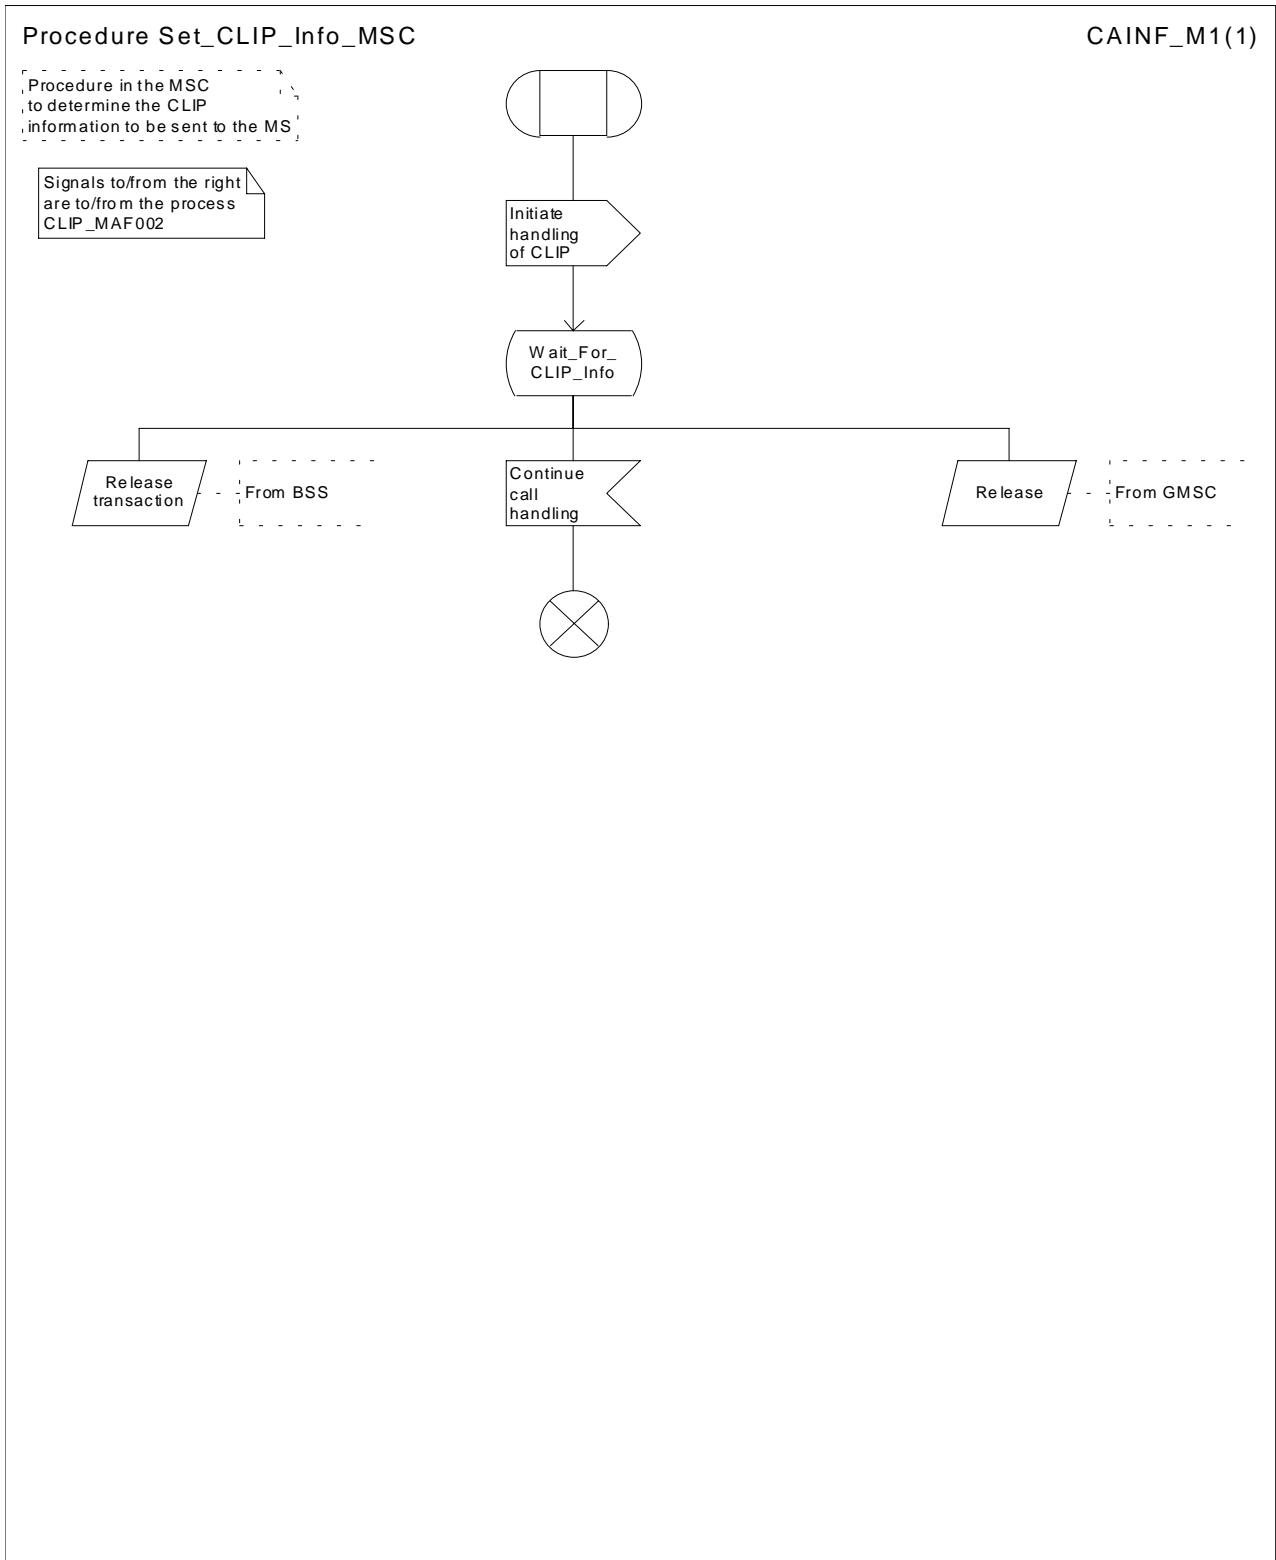 Procedure Set_CLIP_Info_MSC
CAINF_M1(1)
Procedure in the MSC
to determine the CLIP
information to be sent to the MS
Signals to/from the right
are to/from the process
CLIP_MAF002
Initiate
handling
of CLIP
Wait_For_
CLIP_Info
Release
transaction
From BSS
Continue
call
handling
Release
From GMSC